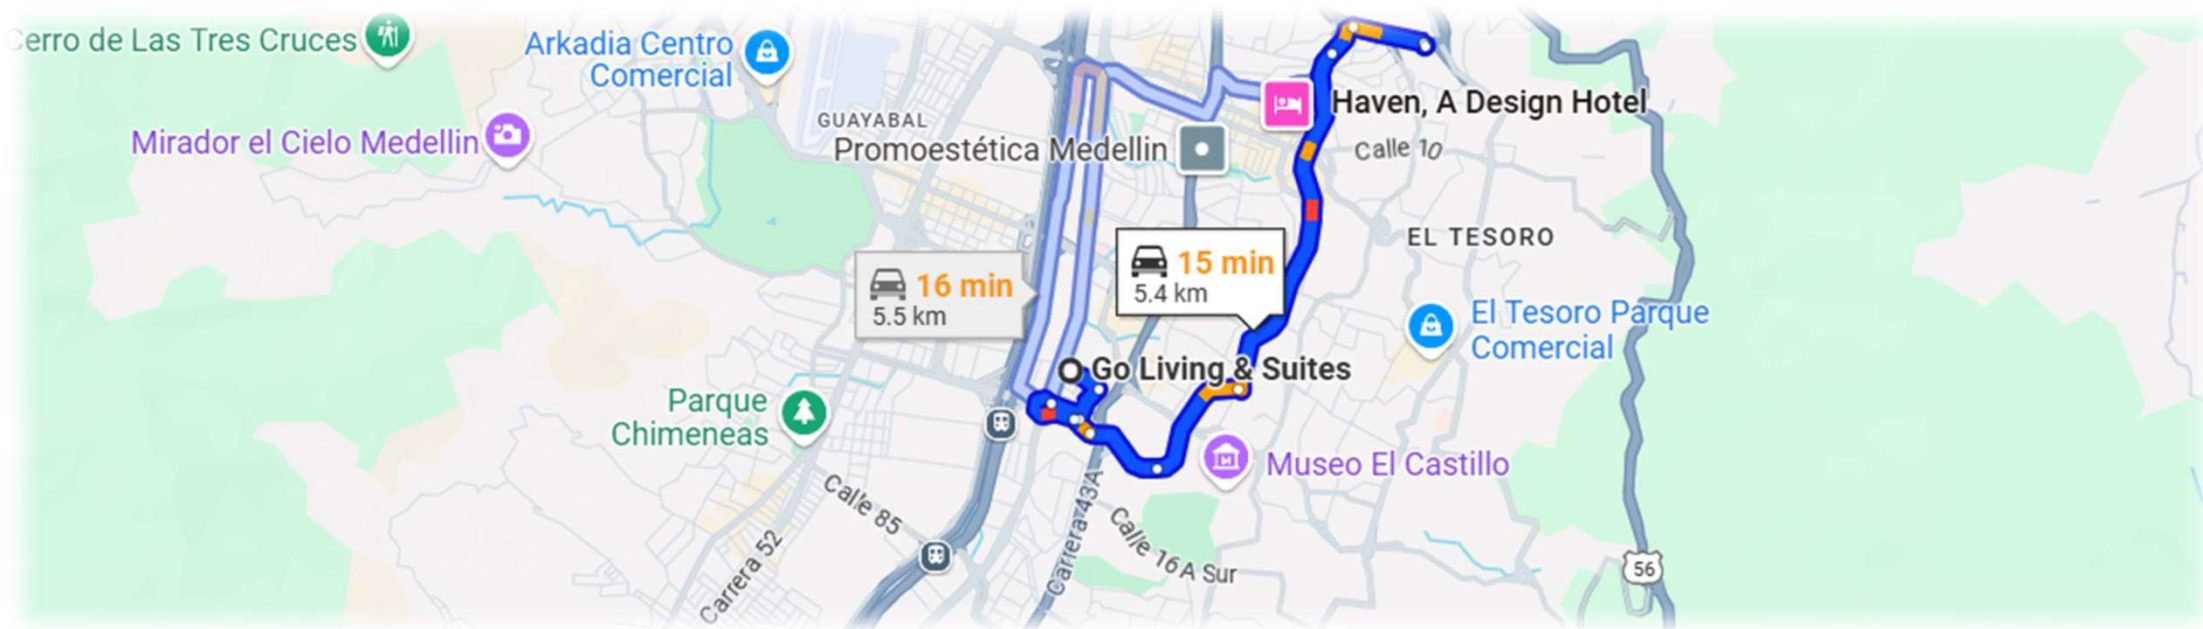 Cerro de Las Tres Cruces
Arkadia Centro
Comercial
Mirador el Cielo Medellin
GUAYABAL
Promoestética Medellin
Haven, A Design Hotel
Calle 10
EL TESORO
16 min
5.5 km
15 min
5.4 km
El Tesoro Parque
Comercial
Go Living & Suites
Parque
Chimeneas
Museo El Castillo
Calle 85
Carrera 52
Carrera 43A
Calle 16A Sur
56